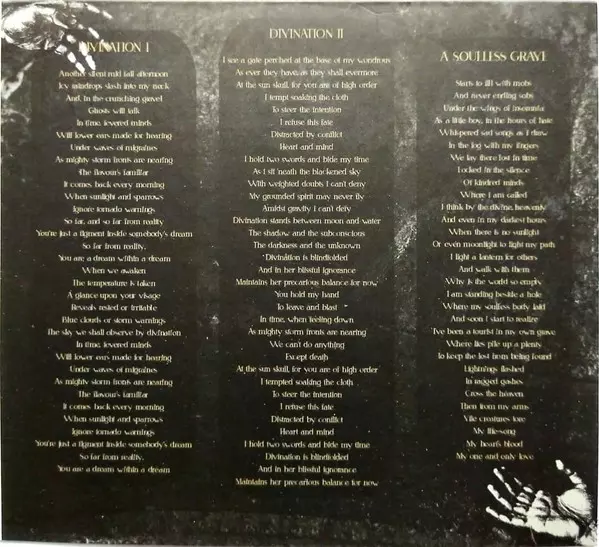 DIVINATION I
Another silent mid fall afternoon
Icy raindrops slash into my neck
And, in the crunching gravel
Ghosts will talk
In time, fevered minds
Will lower ears made for hearing
Under waves of migraines
As mighty storm fronts are nearing
The flavour's familiar
It comes back every morning
When sunlight and sparrows
Ignore tornado warnings
So far, and so far from reality
You're just a figment inside somebody's dream
So far from reality,
You are a dream within a dream
When we awaken
The temperature is taken
A glance upon your visage
Reveals rested or irritable
Blue clouds or storm warnings
The sky we shall observe by divination
In time, fevered minds
Will lower ears made for hearing
Under waves of migraines
As mighty storm fronts are nearing
The flavour's familiar
It comes back every morning
When sunlight and sparrows
Ignore tornado warnings
You're just a figment inside somebody's dream
So far from reality,
You are a dream within a dream
DIVINATION II
I see a gate perched at the base of my wondrous
As ever they have, as they shall evermore
At the sun skull, for you are of high order
I tempt soaking the cloth
To steer the intention
I refuse this fate
Distracted by conflict
Heart and mind
I hold two swords and bide my time
As I sit 'neath the blackened sky
With weighted doubts I can't deny
My grounded spirit may never fly
Amidst gravity I can't defy
Divination stands between moon and water
The shadow and the subconscious
The darkness and the unknown
Divination is blindfolded
And in her blissful ignorance
Maintains her precarious balance for now
You hold my hand
To leave and blast
In time, when feeling down
As mighty storm fronts are nearing
We can't do anything
Except death
At the sun skull, for you are of high order
I tempted soaking the cloth
To steer the intention
I refuse this fate
Distracted by conflict
Heart and mind
I hold two swords and bide my time
Divination is blindfolded
And in her blissful ignorance
Maintains her precarious balance for now
A SOULLESS GRAVE
Starts to fill with mobs
And never ending sobs
Under the wings of insomnia
As a little boy, in the hours of hate
Whispered sad songs as I draw
In the fog with my fingers
We lay there lost in time
Locked in the silence
Of kindred minds
Where I am called
I think by the divine, heavenly
And even in my darkest hours
When there is no sunlight
Or even moonlight to light my path
I light a lantern for others
And walk with them
Why is the world so empty
I am standing beside a hole
Where my soulless body laid
And soon I start to realize
I've been a tourist in my own grave
Where lies pile up a plenty
To keep the lost from being found
Lightnings flashed
In ragged gashes
Cross the heaven
Then from my arms
Vile creatures tore
My life-song
My heart's blood
My one and only love